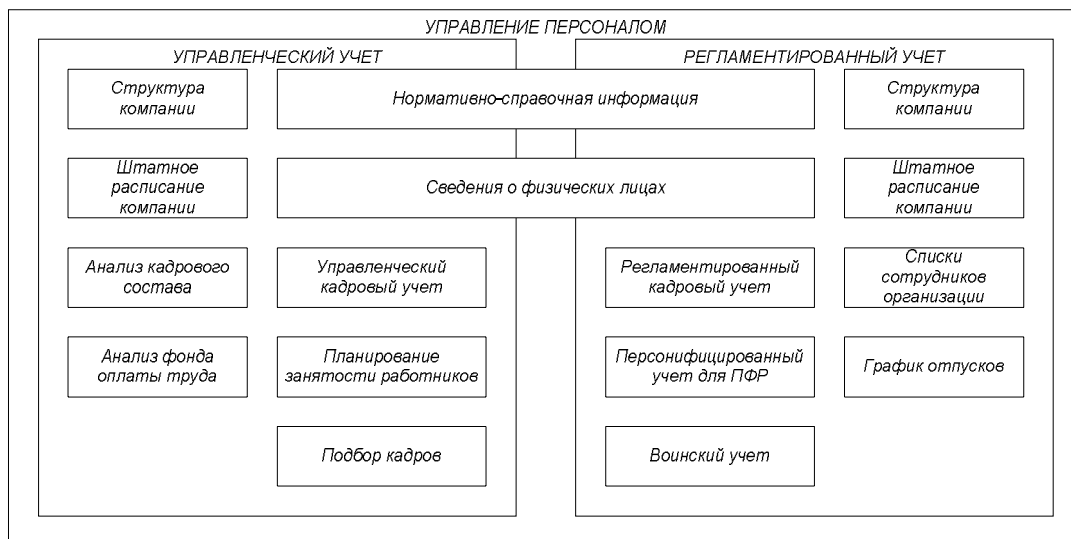 УПРАВЛЕНИЕ ПЕРСОНАЛОМ
УПРАВЛЕНЧЕСКИЙ УЧЕТ
РЕГЛАМЕНТИРОВАННЫЙ УЧЕТ
Структура
компании
Нормативно-справочная информация
Структура
компании
Штатное
расписание
компании
Сведения о физических лицах
Штатное
расписание
компании
Анализ кадрового
состава
Управленческий
кадровый учет
Регламентированный
кадровый учет
Списки
сотрудников
организации
Анализ фонда
оплаты труда
Планирование
занятости работников
Персонифицированный
учет для ПФР
График отпусков
Подбор кадров
Воинский учет